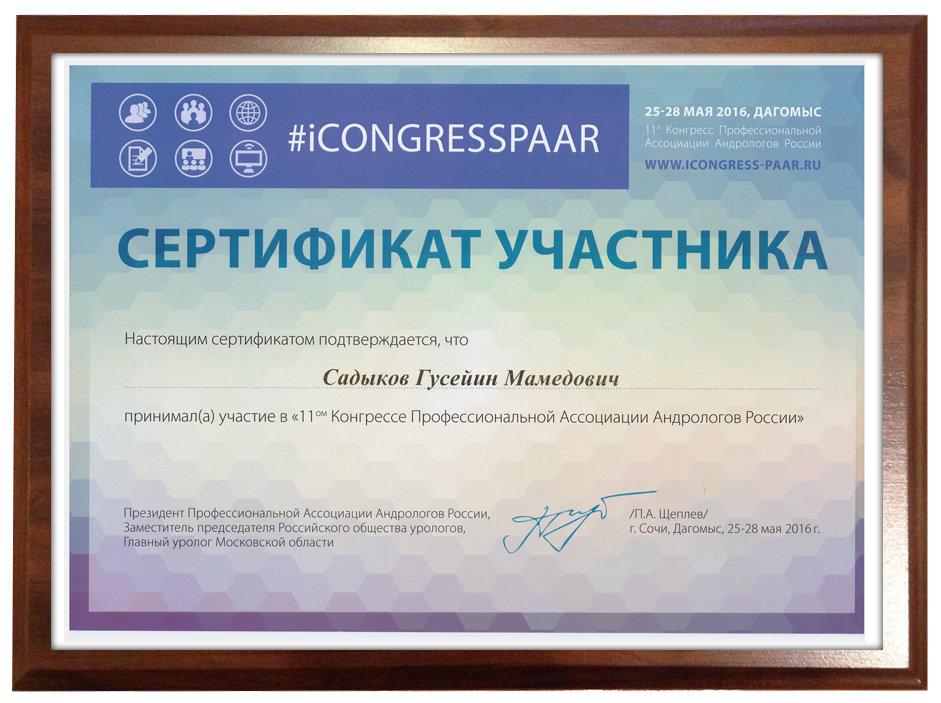 #iCONGRESSPAAR
25-28 МАЯ 2016, ДАГОМЫС
11й Конгресс Профессиональной
Ассоциации Андрологов России
WWW.ICONGRESS-PAAR.RU
СЕРТИФИКАТ УЧАСТНИКА
Настоящим сертификатом подтверждается, что
Садыков Гусейин Мамедович
принимал(а) участие в «11ом Конгрессе Профессиональной Ассоциации Андрологов России»
Президент Профессиональной Ассоциации Андрологов России,
Заместитель председателя Российского общества урологов,
Главный уролог Московской области
/П.А. Щеплев/
г. Сочи, Дагомыс, 25-28 мая 2016 г.